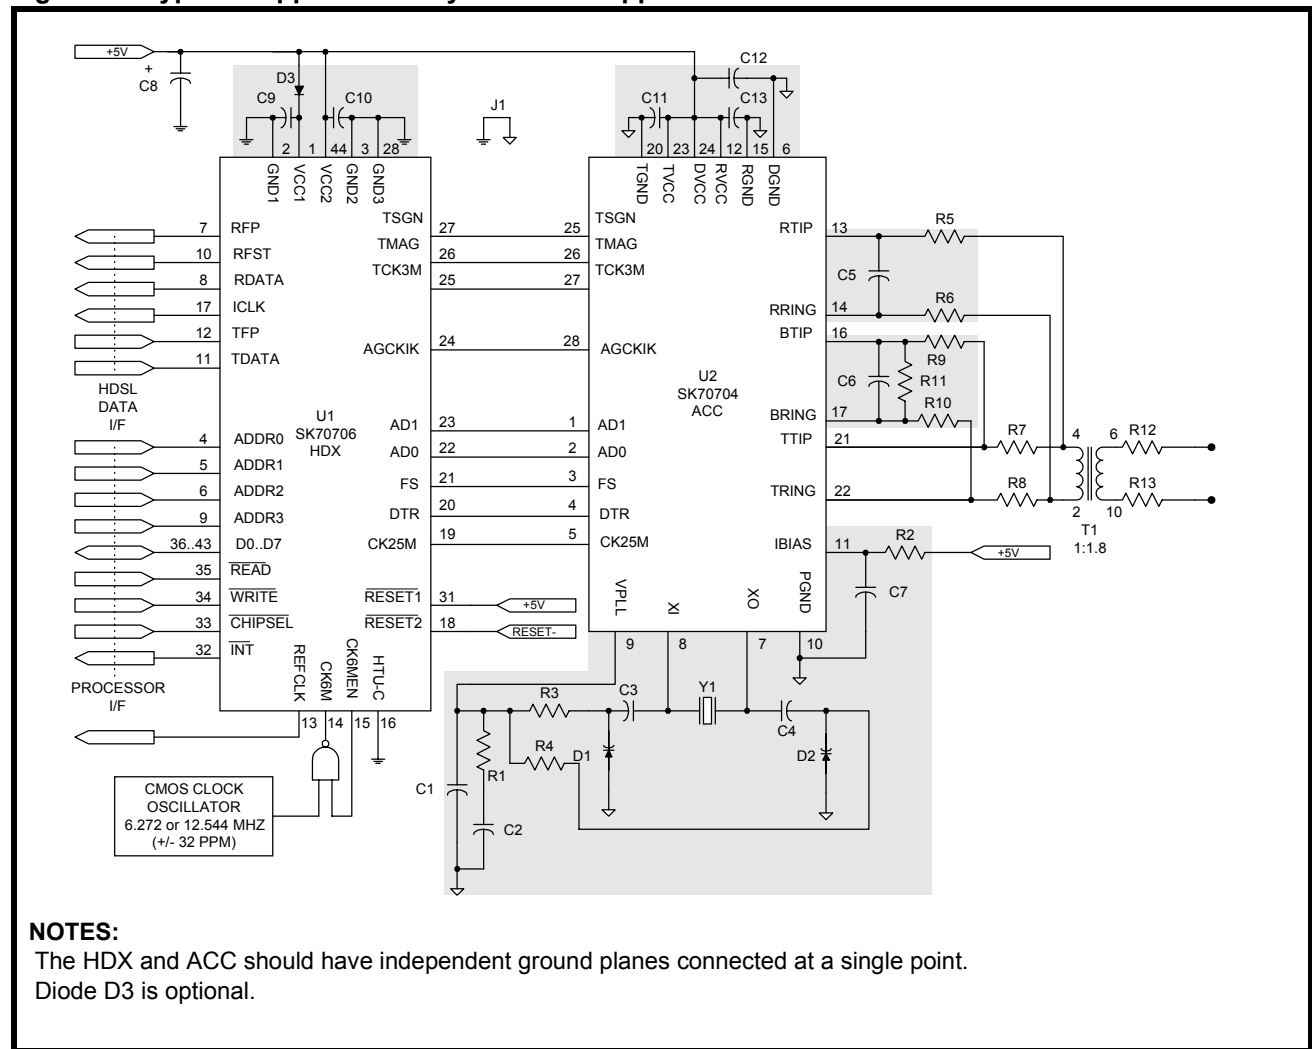 +5V
+
C8
D3
C9
C10
J1
C12
C11
C13
2 1 44 3 28
GND1 VCC1 VCC2 GND2 GND3
20 23 24 12 15 6
TGND TVCC DVCC RVCC RGND DGND
7 RFP
10 RFST
8 RDATA
17 ICLK
12 TFP
11 TDATA
HDSL
DATA
I/F
4 ADDR0
5 ADDR1
6 ADDR2
9 ADDR3
36..43 D0..D7
35 READ
34 WRITE
33 CHIPSEL
32 INT
PROCESSOR
I/F
U1
SK70706
HDX
TSGN 27 25 TSGN
TMAG 26 26 TMAG
TCK3M 25 27 TCK3M
AGCKIK 24 28 AGCKIK
AD1 23 1 AD1
AD0 22 2 AD0
FS 21 3 FS
DTR 20 4 DTR
CK25M 19 5 CK25M
RESET1 31 +5V
RESET2 18 RESET-
REFCLK CK6M CK6MEN HTU-C
13 14 15 16
CMOS CLOCK
OSCILLATOR
6.272 or 12.544 MHZ
(+/- 32 PPM)
U2
SK70704
ACC
RTIP 13 R5
C5
RRING 14 R6
BTIP 16
R9
C6 R11
R10
BRING 17
TTIP 21 R7 4 6 R12
TRING 22 R8 2 10 R13
T1
1:1.8
IBIAS 11 R2 +5V
C7
VPLL XI XO PGND
9 8 7 10
R3 C3 Y1
C4
R4 D1 D2
R1
C1
C2
NOTES:
The HDX and ACC should have independent ground planes connected at a single point.
Diode D3 is optional.